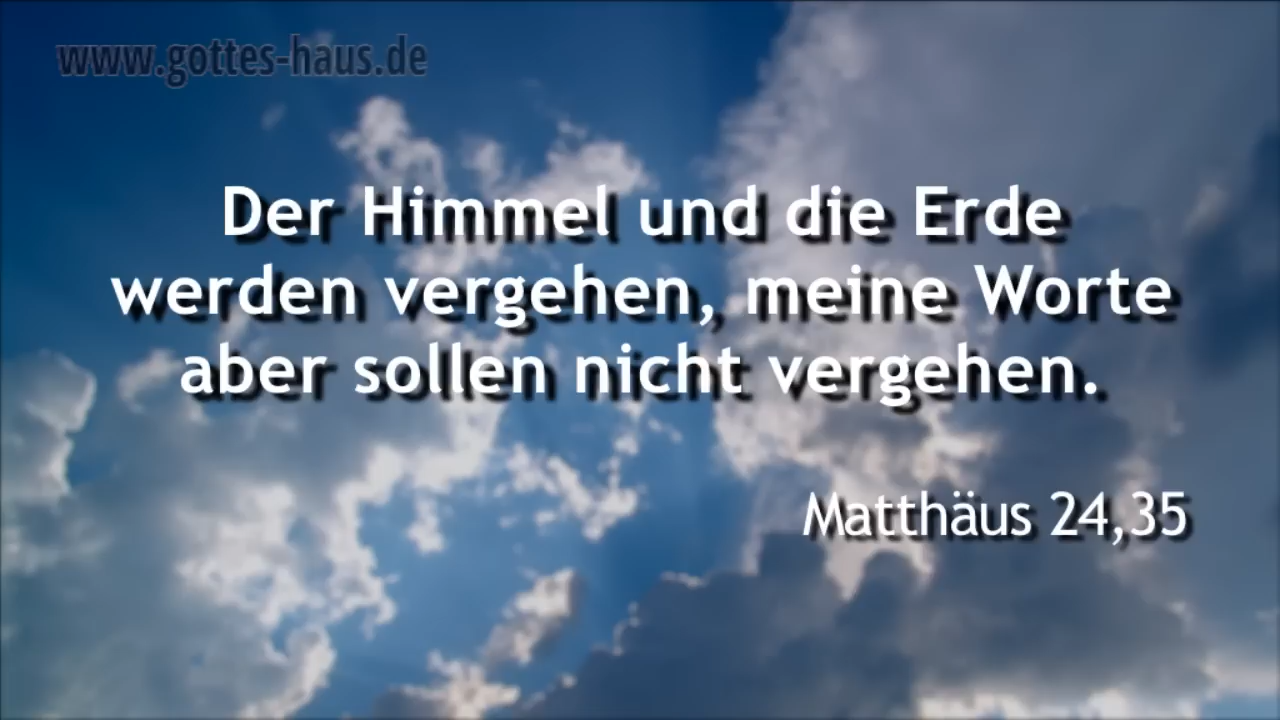 www.gottes-haus.de
Der Himmel und die Erde
werden vergehen, meine Worte
aber sollen nicht vergehen.
Matthäus 24,35